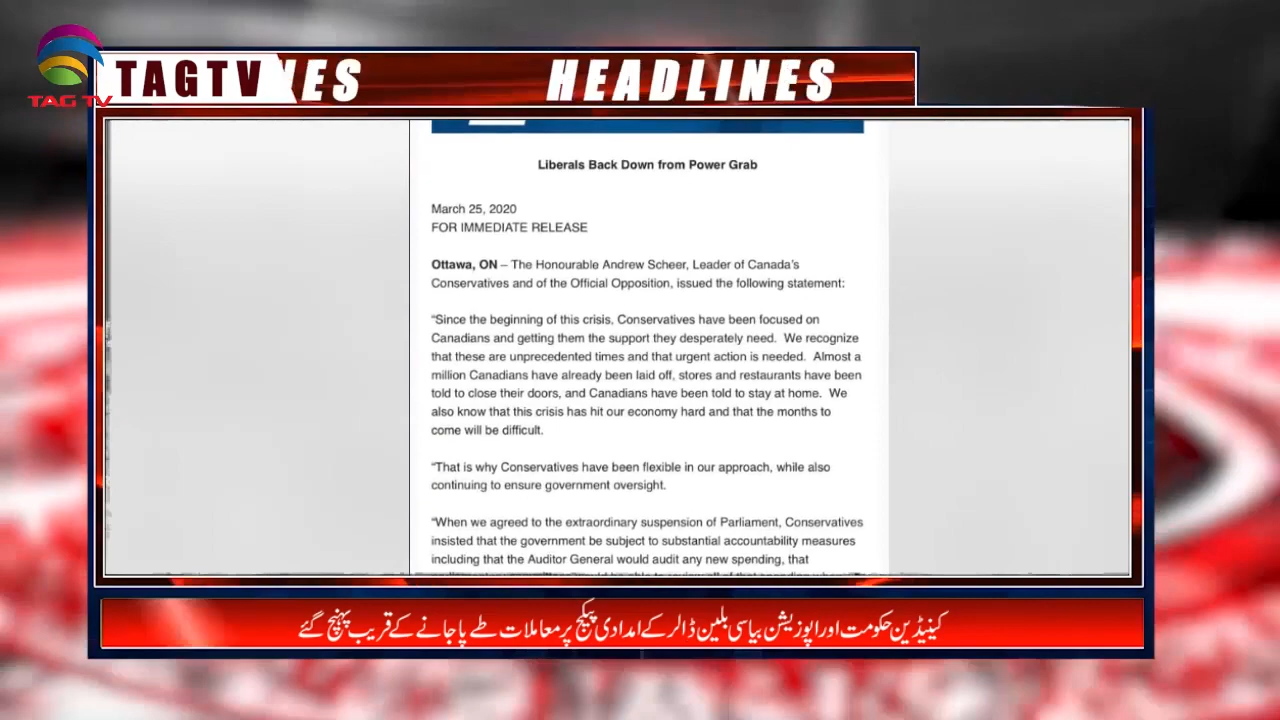 TAGTV
NES
HEADLINES
TAG TV
Liberals Back Down from Power Grab
March 25, 2020
FOR IMMEDIATE RELEASE
Ottawa, ON – The Honourable Andrew Scheer, Leader of Canada's
Conservatives and of the Official Opposition, issued the following statement:
“Since the beginning of this crisis, Conservatives have been focused on
Canadians and getting them the support they desperately need. We recognize
that these are unprecedented times and that urgent action is needed. Almost a
million Canadians have already been laid off, stores and restaurants have been
told to close their doors, and Canadians have been told to stay at home. We
also know that this crisis has hit our economy hard and that the months to
come will be difficult.
“That is why Conservatives have been flexible in our approach, while also
continuing to ensure government oversight.
“When we agreed to the extraordinary suspension of Parliament, Conservatives
insisted that the government be subject to substantial accountability measures
including that the Auditor General would audit any new spending, that
کینیڈین حکومت اور اپوزیشن بیاسی بلین ڈالر کے امدادی پیکج پر معاملات طے پا جانے کے قریب پہنچ گئے